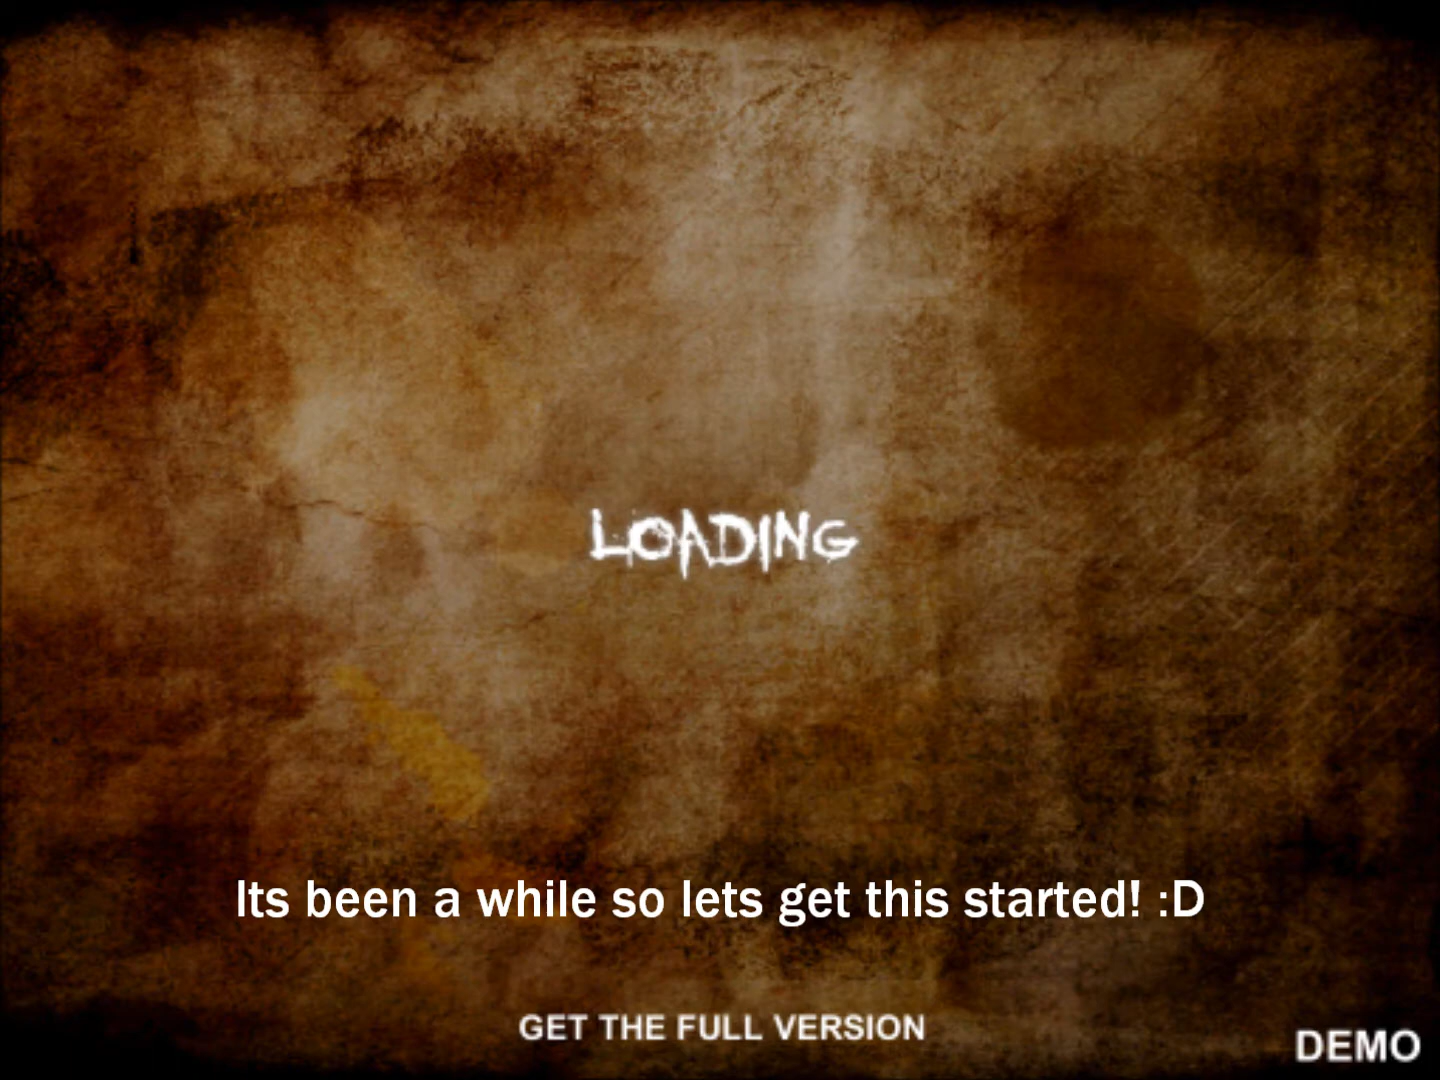 LOADING
Its been a while so lets get this started! :D
GET THE FULL VERSION
DEMO